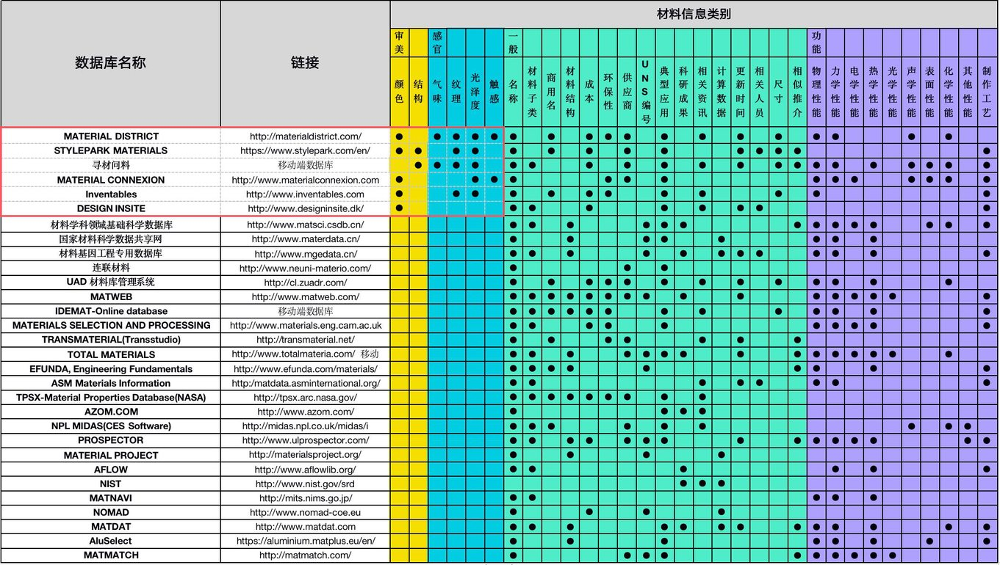 数据库名称 链接 材料信息类别
审美 感官 一般 功能
颜色 结构 气味 纹理 光泽度 触感 名称 材料子类 商用名 材料结构 成本 环保性 供应商 UNS编号 典型应用 科研成果 相关资讯 计算数据 更新时间 相关人员 尺寸 相似推介 物理性能 力学性能 电学性能 热学性能 光学性能 声学性能 表面性能 化学性能 其他性能 制作工艺
MATERIAL DISTRICT http://materialdistrict.com/
STYLEPARK MATERIALS https://www.stylepark.com/en/
寻材问料 移动端数据库
MATERIAL CONNEXION http://www.materialconnexion.com
Inventables http://www.inventables.com
DESIGN INSITE http://www.designinsite.dk/
材料学科领域基础科学数据库 http://www.matsci.csdb.cn/
国家材料科学数据共享网 http://www.materdata.cn/
材料基因工程专用数据库 http://www.mgedata.cn/
连联材料 http://www.neuni-materio.com/
UAD 材料库管理系统 http://cl.zuadr.com/
MATWEB http://www.matweb.com/
IDEMAT-Online database 移动端数据库
MATERIALS SELECTION AND PROCESSING http://www.materials.eng.cam.ac.uk
TRANSMATERIAL(Transstudio) http://transmaterial.net/
TOTAL MATERIALS http://www.totalmateria.com/ 移动
EFUNDA, Engineering Fundamentals http://www.efunda.com/materials/
ASM Materials Information http:/matdata.asminternational.org/
TPSX-Material Properties Database(NASA) http://tpsx.arc.nasa.gov/
AZOM.COM http://www.azom.com/
NPL MIDAS(CES Software) http://midas.npl.co.uk/midas/i
PROSPECTOR http://www.ulprospector.com/
MATERIAL PROJECT http://materialsproject.org/
AFLOW http://www.aflowlib.org/
NIST http://www.nist.gov/srd
MATNAVI http://mits.nims.go.jp/
NOMAD http://www.nomad-coe.eu
MATDAT http://www.matdat.com
AluSelect https://aluminium.matplus.eu/en/
MATMATCH http://matmatch.com/